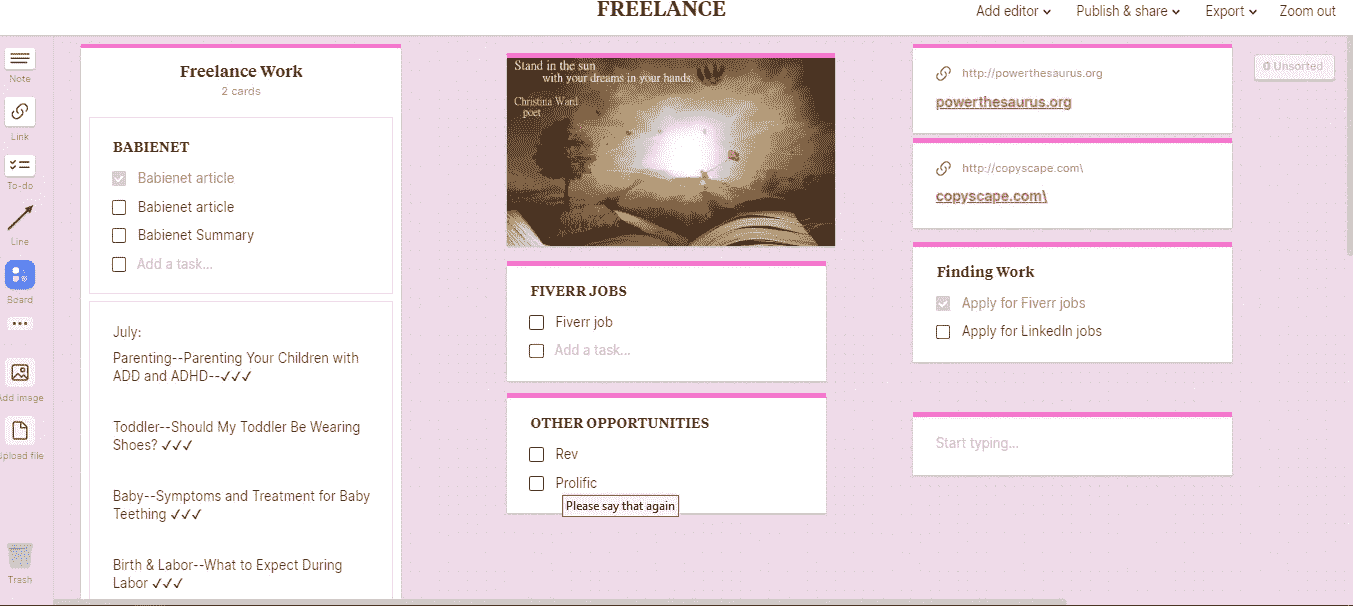 FREELANCE
Add editor
Publish & share
Export
Zoom out
Note
Link
To-do
Line
Board
Add image
Upload file
Trash
Freelance Work
2 cards
BABIENET
Babienet article
Babienet article
Babienet Summary
Add a task...
July:
Parenting--Parenting Your Children with
ADD and ADHD--✓✓✓
Toddler--Should My Toddler Be Wearing
Shoes? ✓✓✓
Baby--Symptoms and Treatment for Baby
Teething ✓✓✓
Birth & Labor--What to Expect During
Labor ✓✓✓
Stand in the sun
with your dreams in your hands.
Christina Ward
poet
FIVERR JOBS
Fiverr job
Add a task...
OTHER OPPORTUNITIES
Rev
Prolific
Please say that again
http://powerthesaurus.org
powerthesaurus.org
http://copyscape.com\
copyscape.com\
Finding Work
Apply for Fiverr jobs
Apply for LinkedIn jobs
Start typing...
0 Unsorted